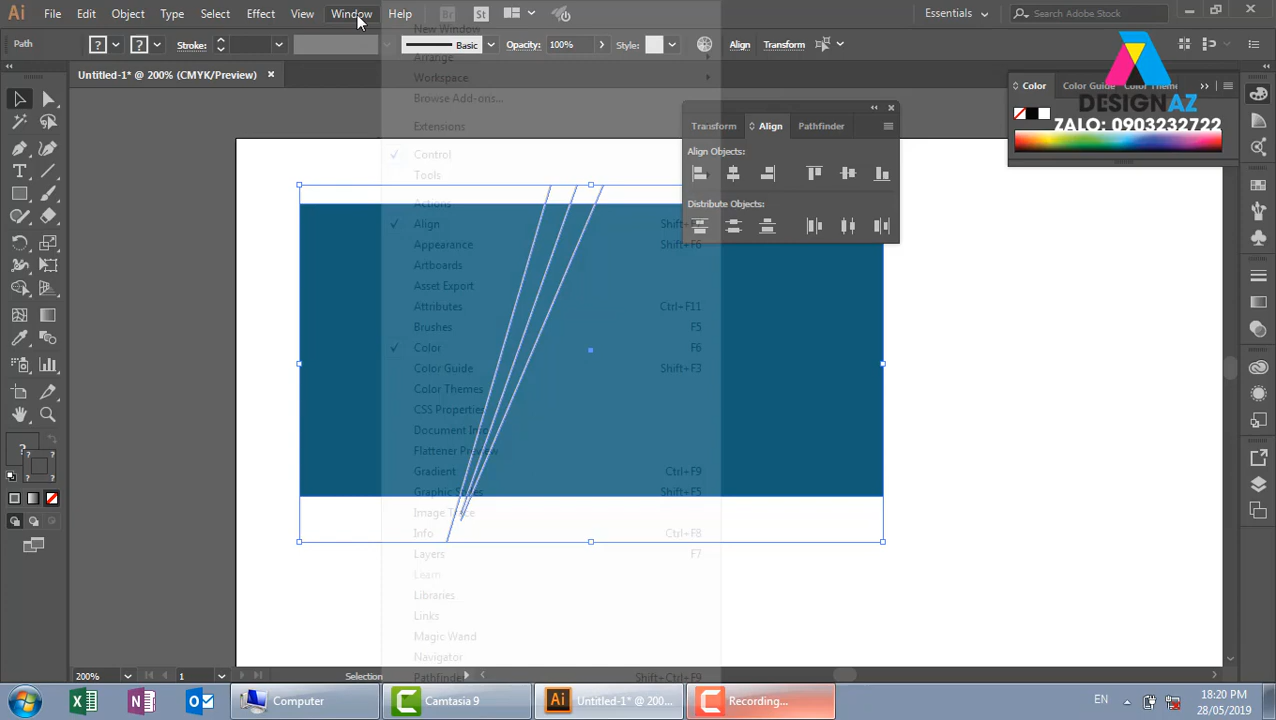 Ai File Edit Object Type Select Effect View Window Help Br St Essentials Search Adobe Stock
Path Stroke: Basic Opacity: 100% Style: Align Transform
Untitled-1* @ 200% (CMYK/Preview)
New Window
Arrange
Workspace
Browse Add-ons...
Extensions
Control
Tools
Actions
Align Shift+
Appearance Shift+F6
Artboards
Asset Export
Attributes Ctrl+F11
Brushes F5
Color F6
Color Guide Shift+F3
Color Themes
CSS Properties
Document Info
Flattener Preview
Gradient Ctrl+F9
Graphic Styles Shift+F5
Image Trace
Info Ctrl+F8
Layers F7
Learn
Libraries
Links
Magic Wand
Navigator
Pathfinder Shift+Ctrl+F9
Transform Align Pathfinder
Align Objects:
Distribute Objects:
Color Color Guide Color Themes
DESIGNAZ
ZALO: 0903232722
200% 1 Selection
Computer Camtasia 9 Ai Untitled-1* @ 200... Recording... EN 18:20 PM
28/05/2019